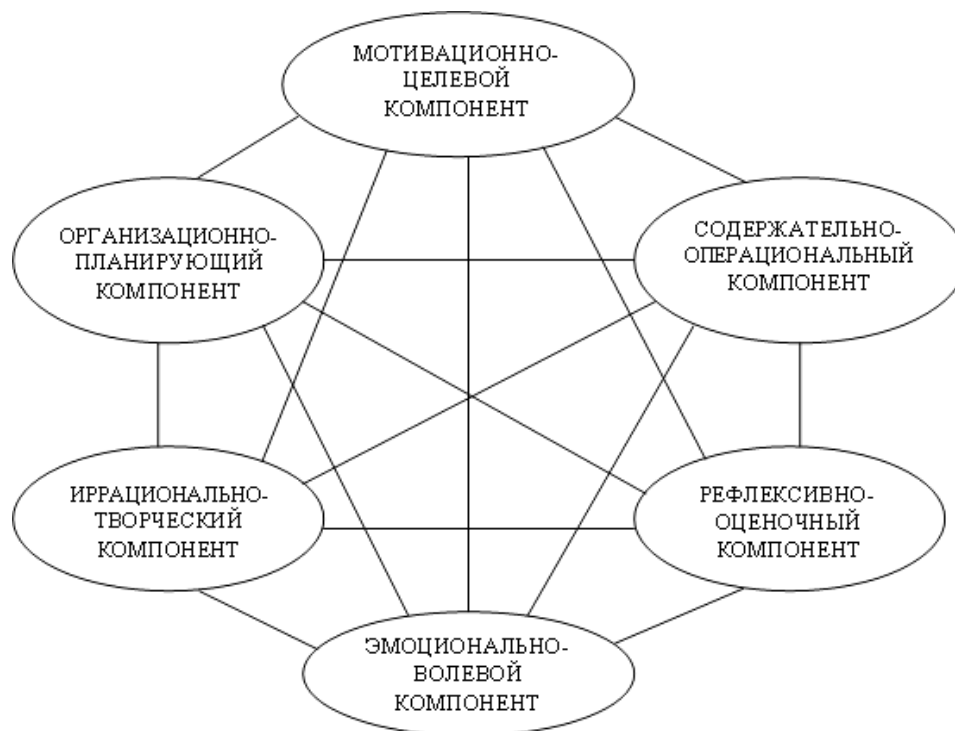 МОТИВАЦИОННО-
ЦЕЛЕВОЙ
КОМПОНЕНТ
ОРГАНИЗАЦИОННО-
ПЛАНИРУЮЩИЙ
КОМПОНЕНТ
СОДЕРЖАТЕЛЬНО-
ОПЕРАЦИОНАЛЬНЫЙ
КОМПОНЕНТ
ИРРАЦИОНАЛЬНО-
ТВОРЧЕСКИЙ
КОМПОНЕНТ
РЕФЛЕКСИВНО-
ОЦЕНОЧНЫЙ
КОМПОНЕНТ
ЭМОЦИОНАЛЬНО-
ВОЛЕВОЙ
КОМПОНЕНТ